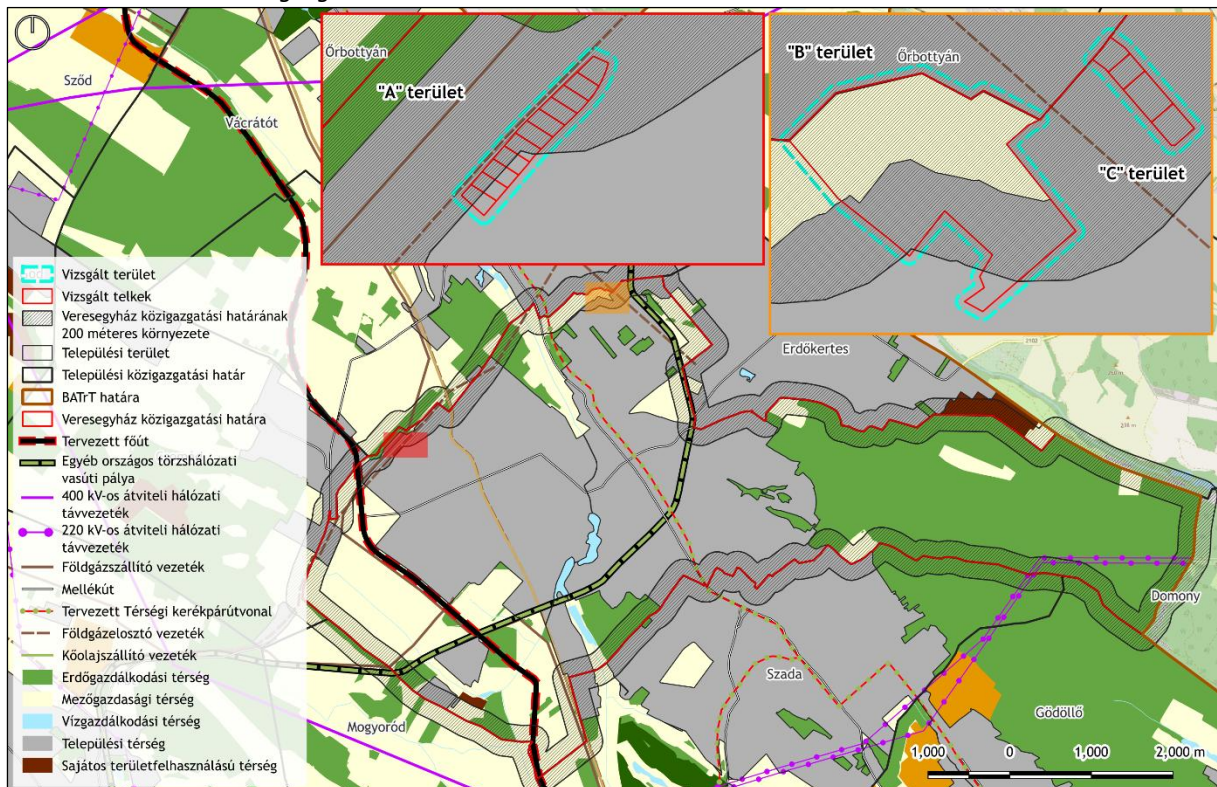 Sződ
Vácrátót
Őrbottyán
"A" terület
"B" terület
Őrbottyán
"C" terület
Erdőkertes
2102
Domony
Szada
Gödöllő
Mogyoród
Vizsgált terület
Vizsgált telkek
Veresegyház közigazgatási határának
200 méteres környezete
Települési terület
Települési közigazgatási határ
BATrT határa
Veresegyház közigazgatási határa
Tervezett főút
Egyéb országos törzshálózati
vasúti pálya
400 kV-os átviteli hálózati
távvezeték
220 kV-os átviteli hálózati
távvezeték
Földgázszállító vezeték
Mellékút
Tervezett Térségi kerékpárútvonal
Földgázelosztó vezeték
Kőolajszállító vezeték
Erdőgazdálkodási térség
Mezőgazdasági térség
Vízgazdálkodási térség
Települési térség
Sajátos területfelhasználású térség
1,000 0 1,000 2,000 m